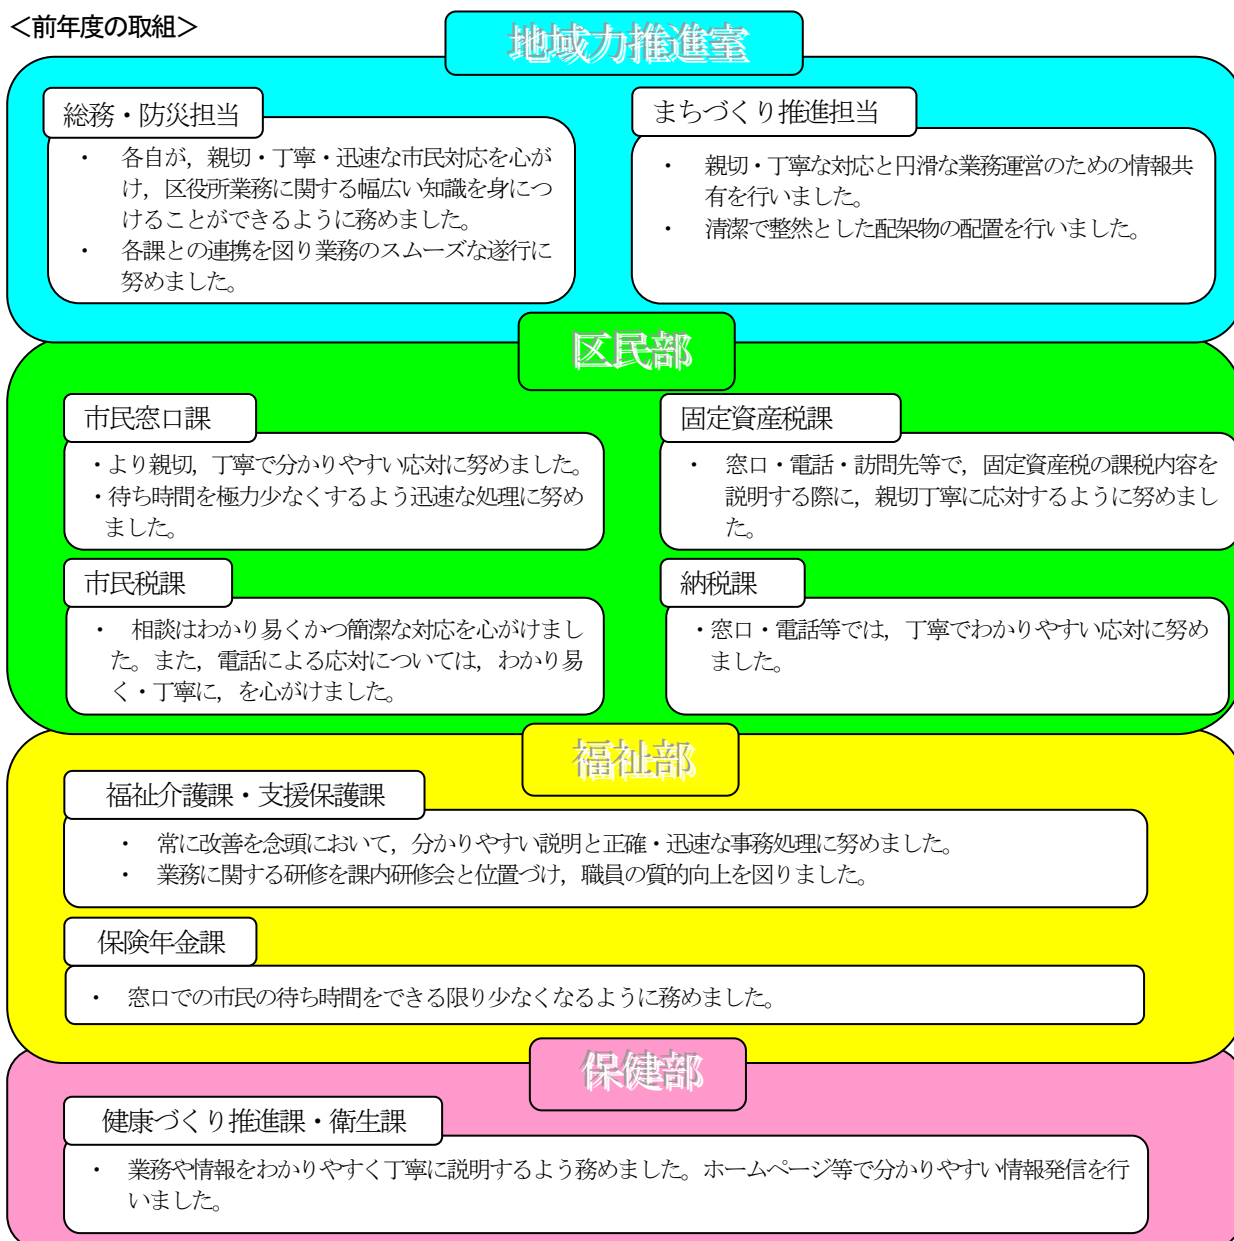 <前年度の取組>
地域力推進室
総務・防災担当
・ 各自が，親切・丁寧・迅速な市民対応を心が
け，区役所業務に関する幅広い知識を身につ
けることができるように務めました。
・ 各課との連携を図り業務のスムーズな遂行に
努めました。
まちづくり推進担当
・ 親切・丁寧な対応と円滑な業務運営のための情報共
有を行いました。
・ 清潔で整然とした配架物の配置を行いました。
区民部
市民窓口課
・より親切，丁寧で分かりやすい応対に努めました。
・待ち時間を極力少なくするよう迅速な処理に努め
ました。
固定資産税課
・ 窓口・電話・訪問先等で，固定資産税の課税内容を
説明する際に，親切丁寧に応対するように努めまし
た。
市民税課
・ 相談はわかり易くかつ簡潔な対応を心がけまし
た。また，電話による応対については，わかり易
く・丁寧に，を心がけました。
納税課
・窓口・電話等では，丁寧でわかりやすい応対に努め
ました。
福祉部
福祉介護課・支援保護課
・ 常に改善を念頭において，分かりやすい説明と正確・迅速な事務処理に努めました。
・ 業務に関する研修を課内研修会と位置づけ，職員の質的向上を図りました。
保険年金課
・ 窓口での市民の待ち時間をできる限り少なくなるように務めました。
保健部
健康づくり推進課・衛生課
・ 業務や情報をわかりやすく丁寧に説明するよう務めました。ホームページ等で分かりやすい情報発信を行
いました。